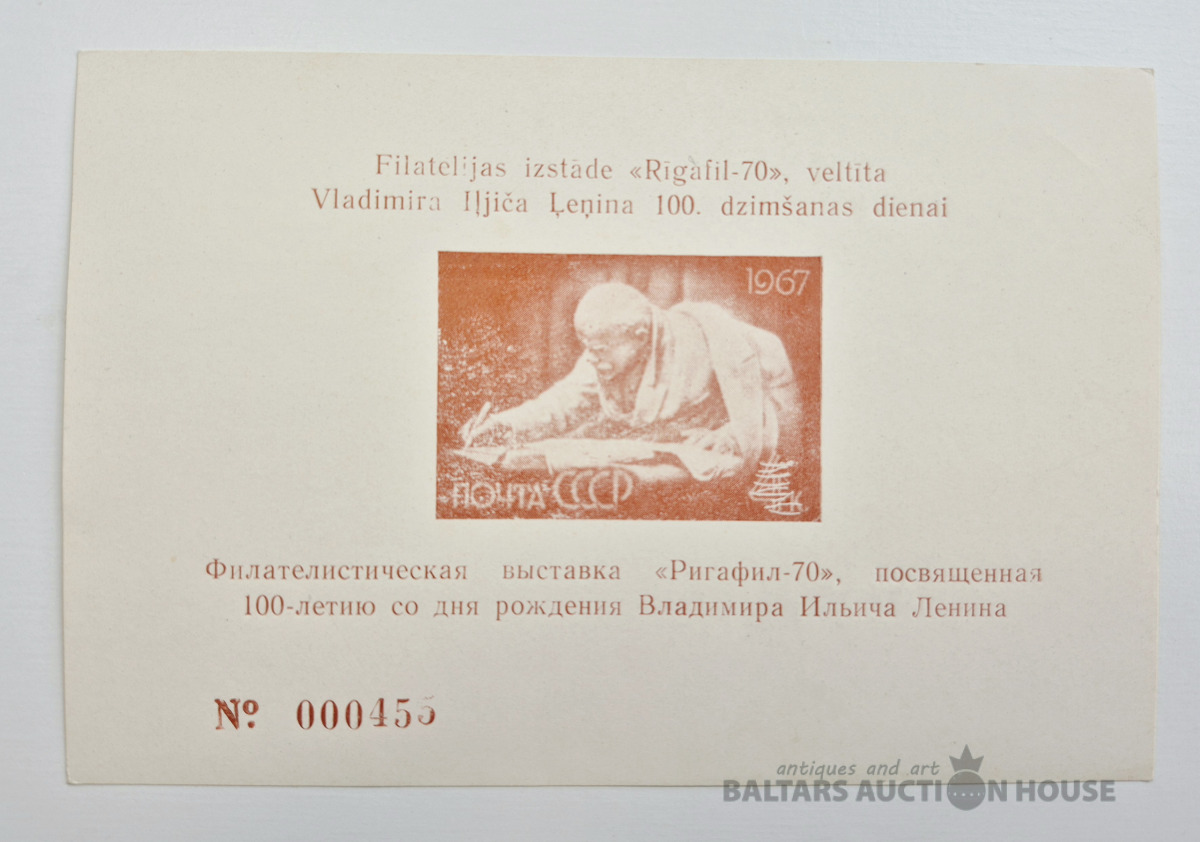 Filatelijas izstāde «Rīgafil-70», veltīta
Vladimira Iļjiča Ļeņina 100. dzimšanas dienai
1967
ПОЧТА СССР
Филателистическая выставка «Ригафил-70», посвященная
100-летию со дня рождения Владимира Ильича Ленина
№ 000455
antiques and art
BALTARS AUCTION HOUSE